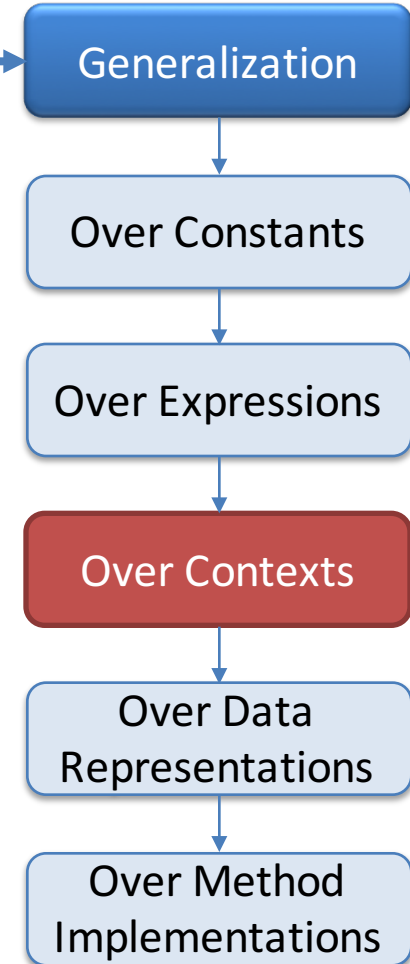 Generalization
Over Constants
Over Expressions
Over Contexts
Over Data
Representations
Over Method
Implementations